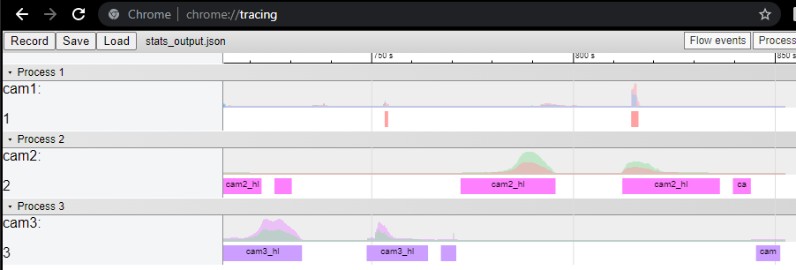 Chrome | chrome://tracing
Record Save Load stats_output.json Flow events Process
750 s 800 s 850 s
Process 1
cam1:
1
Process 2
cam2:
2 cam2_hl cam2_hl cam2_hl ca
Process 3
cam3:
3 cam3_hl cam3_hl cam